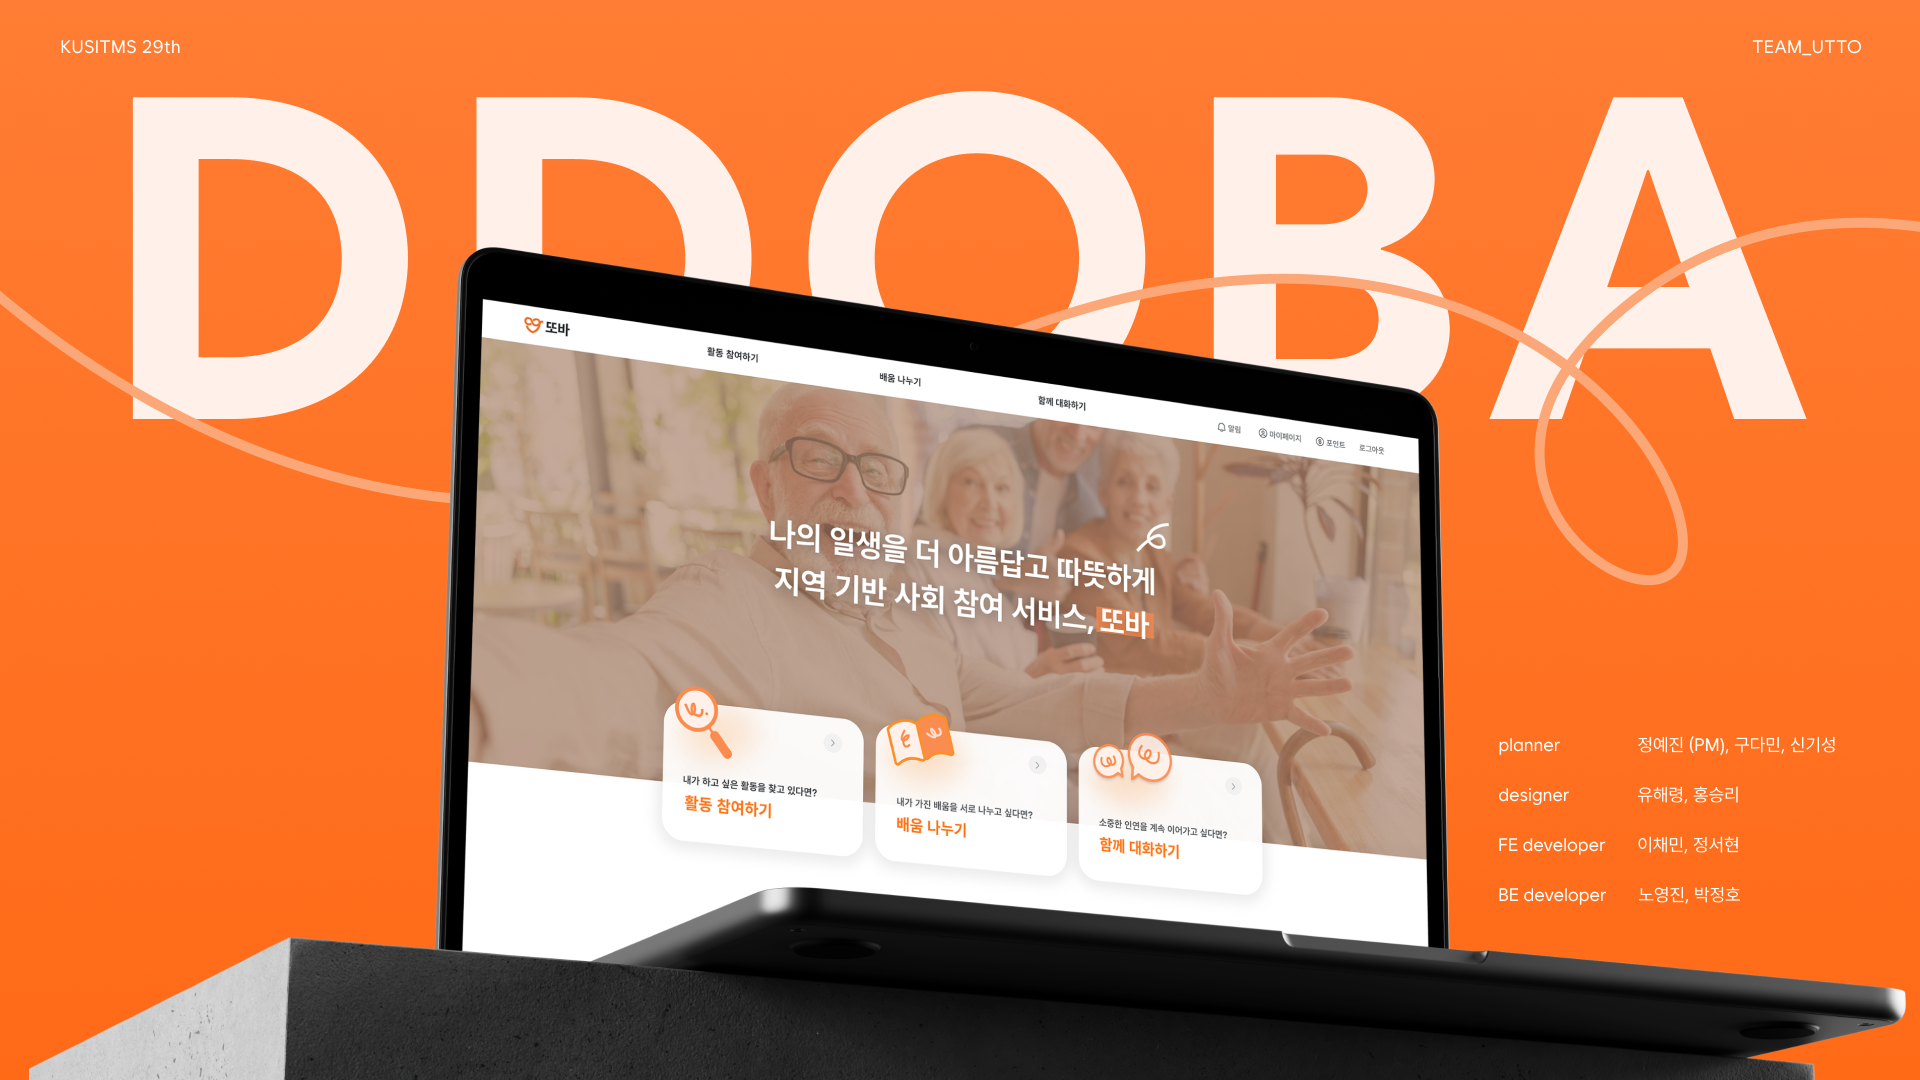 KUSITMS 29th
TEAM_UTTO
DDOBA
또바
활동 참여하기
배움 나누기
함께 대화하기
알림
마이페이지
포인트
로그아웃
나의 일생을 더 아름답고 따뜻하게
지역 기반 사회 참여 서비스, 또바
내가 하고 싶은 활동을 찾고 있다면?
활동 참여하기
내가 가진 배움을 서로 나누고 싶다면?
배움 나누기
소중한 인연을 계속 이어가고 싶다면?
함께 대화하기
planner 정예진 (PM), 구다민, 신기성
designer 유해령, 홍승리
FE developer 이채민, 정서현
BE developer 노영진, 박정호